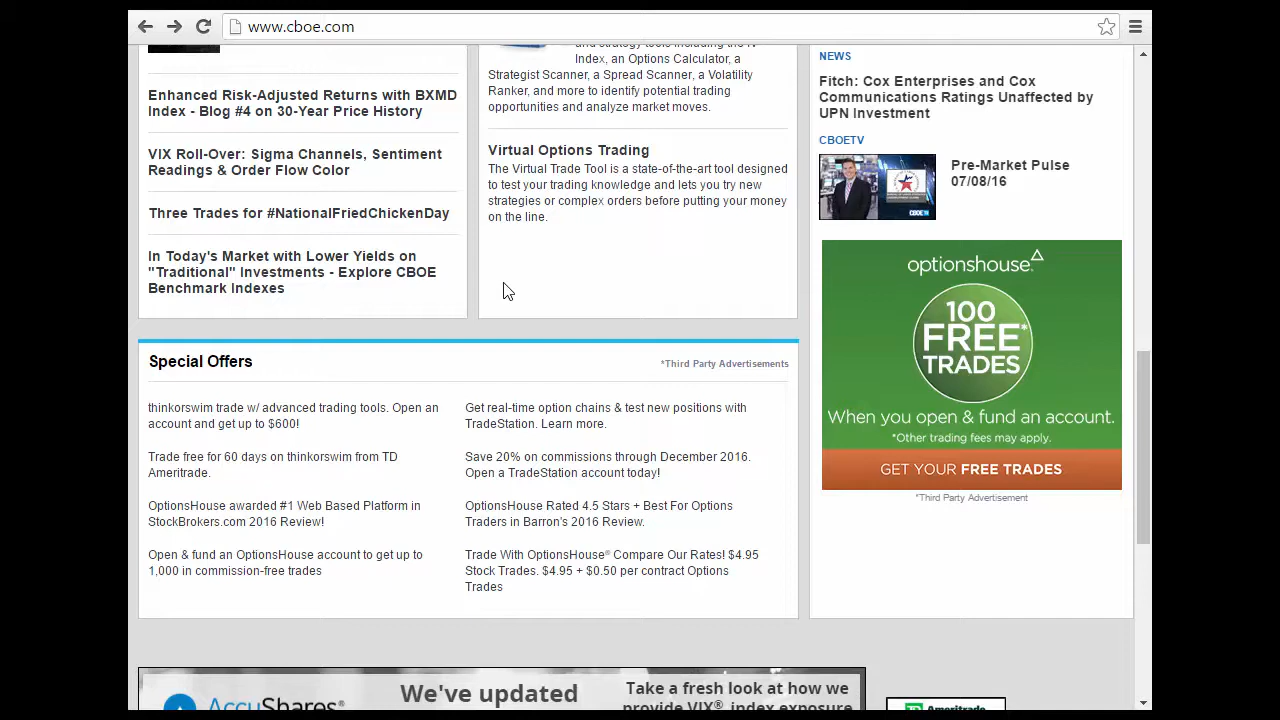 www.cboe.com
Enhanced Risk-Adjusted Returns with BXMD
Index - Blog #4 on 30-Year Price History
VIX Roll-Over: Sigma Channels, Sentiment
Readings & Order Flow Color
Three Trades for #NationalFriedChickenDay
In Today's Market with Lower Yields on
"Traditional" Investments - Explore CBOE
Benchmark Indexes
and strategy tools including the IV
Index, an Options Calculator, a
Strategist Scanner, a Spread Scanner, a Volatility
Ranker, and more to identify potential trading
opportunities and analyze market moves.
Virtual Options Trading
The Virtual Trade Tool is a state-of-the-art tool designed
to test your trading knowledge and lets you try new
strategies or complex orders before putting your money
on the line.
NEWS
Fitch: Cox Enterprises and Cox
Communications Ratings Unaffected by
UPN Investment
CBOETV
Pre-Market Pulse
07/08/16
CBOE
optionshouse
100
FREE*
TRADES
When you open & fund an account.
*Other trading fees may apply.
GET YOUR FREE TRADES
*Third Party Advertisement
Special Offers
*Third Party Advertisements
thinkorswim trade w/ advanced trading tools. Open an
account and get up to $600!
Trade free for 60 days on thinkorswim from TD
Ameritrade.
OptionsHouse awarded #1 Web Based Platform in
StockBrokers.com 2016 Review!
Open & fund an OptionsHouse account to get up to
1,000 in commission-free trades
Get real-time option chains & test new positions with
TradeStation. Learn more.
Save 20% on commissions through December 2016.
Open a TradeStation account today!
OptionsHouse Rated 4.5 Stars + Best For Options
Traders in Barron's 2016 Review.
Trade With OptionsHouse® Compare Our Rates! $4.95
Stock Trades. $4.95 + $0.50 per contract Options
Trades
AccuShares®
We've updated
Take a fresh look at how we
provide VIX® index exposure
Ameritrade